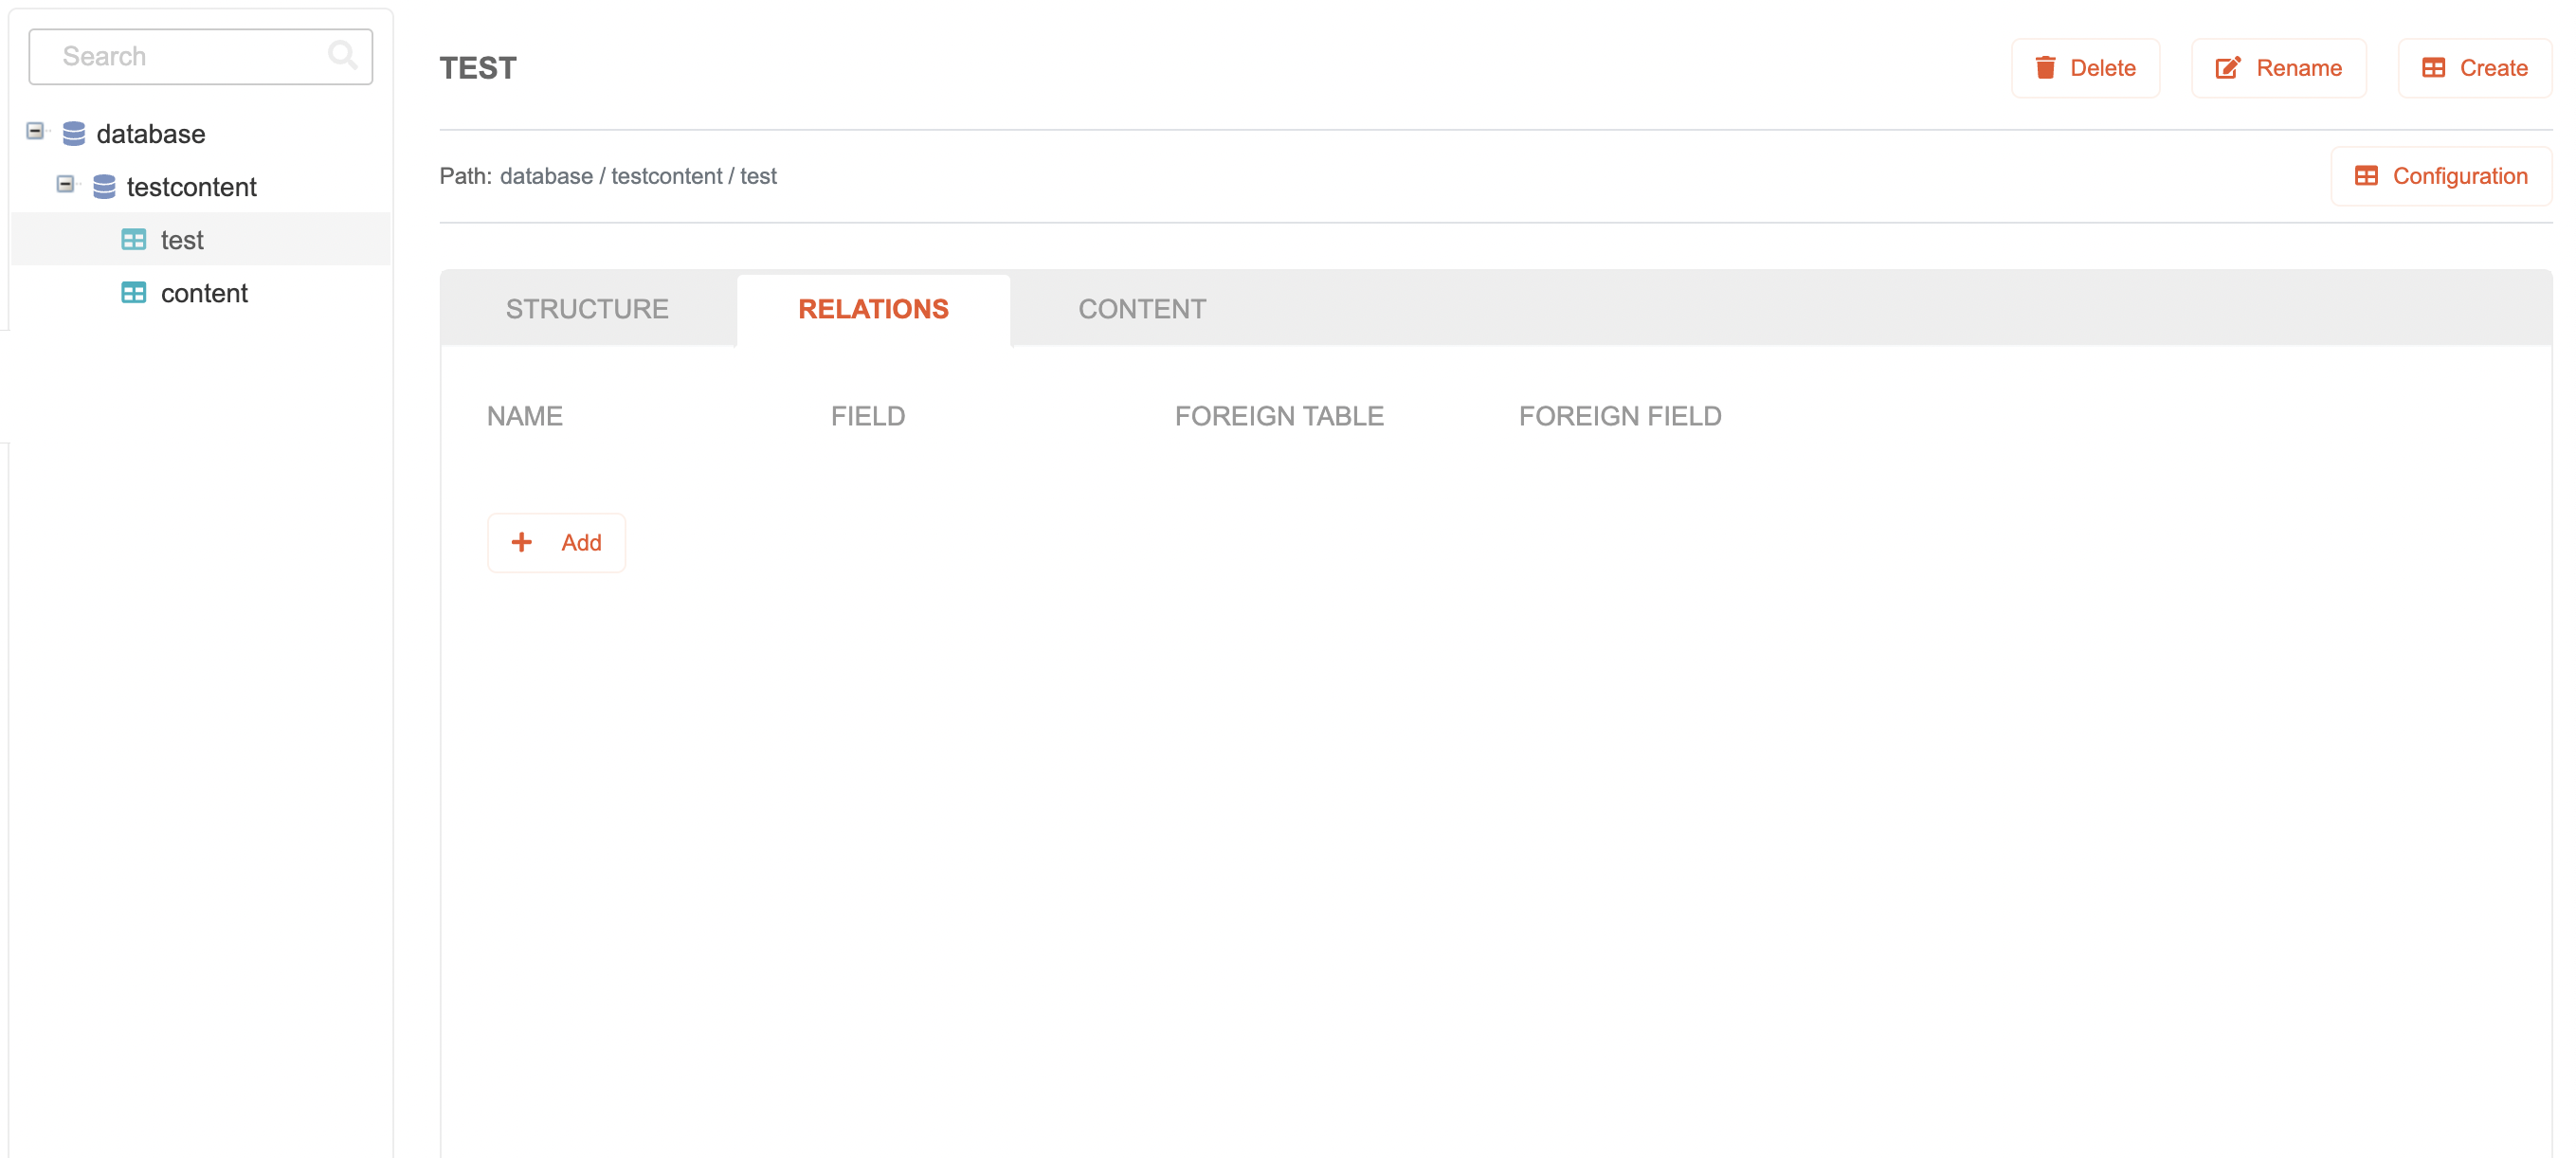 Search
database
testcontent
test
content
TEST
Delete
Rename
Create
Path: database / testcontent / test
Configuration
STRUCTURE
RELATIONS
CONTENT
NAME
FIELD
FOREIGN TABLE
FOREIGN FIELD
Add